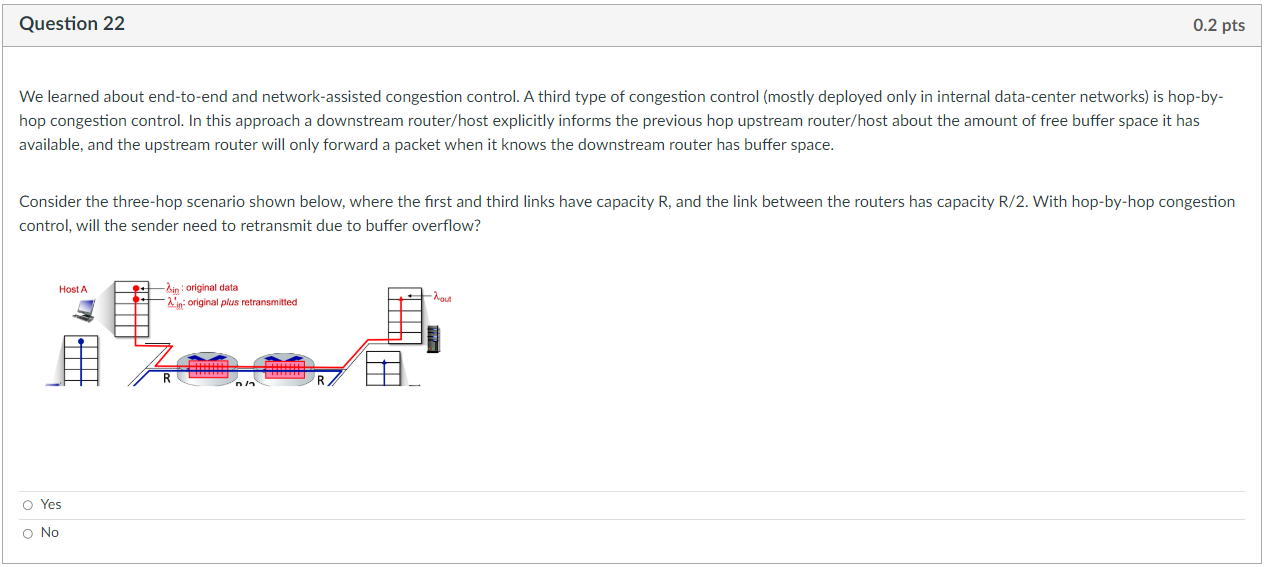 Question 22
0.2 pts
We learned about end-to-end and network-assisted congestion control. A third type of congestion control (mostly deployed only in internal data-center networks) is hop-by-
hop congestion control. In this approach a downstream router/host explicitly informs the previous hop upstream router/host about the amount of free buffer space it has
available, and the upstream router will only forward a packet when it knows the downstream router has buffer space.
Consider the three-hop scenario shown below, where the first and third links have capacity R, and the link between the routers has capacity R/2. With hop-by-hop congestion
control, will the sender need to retransmit due to buffer overflow?
Host A
λin : original data
λ'in: original plus retransmitted
λout
R
R
Yes
No